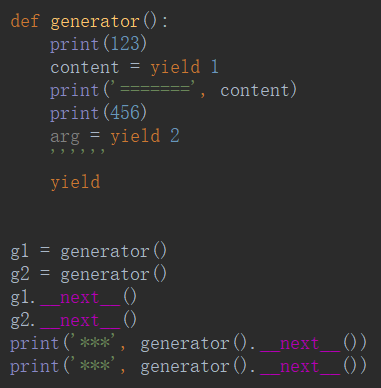 def generator():
    print(123)
    content = yield 1
    print('=======', content)
    print(456)
    arg = yield 2
    ''''''
    yield


g1 = generator()
g2 = generator()
g1.__next__()
g2.__next__()
print('***', generator().__next__())
print('***', generator().__next__())